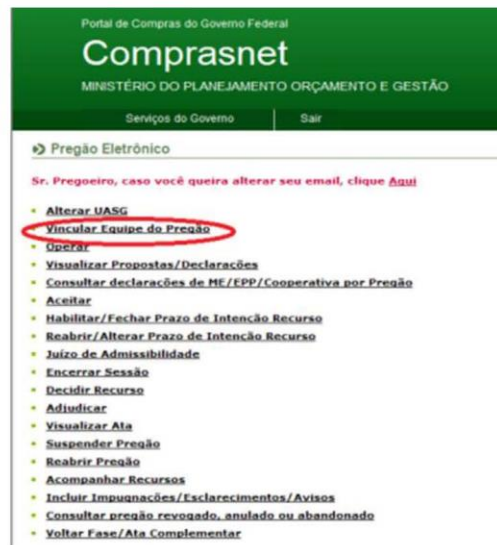 Portal de Compras do Governo Federal
Comprasnet
MINISTÉRIO DO PLANEJAMENTO ORÇAMENTO E GESTÃO
Serviços do Governo
Sair
Pregão Eletrônico
Sr. Pregoeiro, caso você queira alterar seu email, clique Aqui
Alterar UASG
Vincular Equipe do Pregão
Operar
Visualizar Propostas/Declarações
Consultar declarações de ME/EPP/Cooperativa por Pregão
Aceitar
Habilitar/Fechar Prazo de Intenção Recurso
Reabrir/Alterar Prazo de Intenção Recurso
Juízo de Admissibilidade
Encerrar Sessão
Decidir Recurso
Adjudicar
Visualizar Ata
Suspender Pregão
Reabrir Pregão
Acompanhar Recursos
Incluir Impugnações/Esclarecimentos/Avisos
Consultar pregão revogado, anulado ou abandonado
Voltar Fase/Ata Complementar